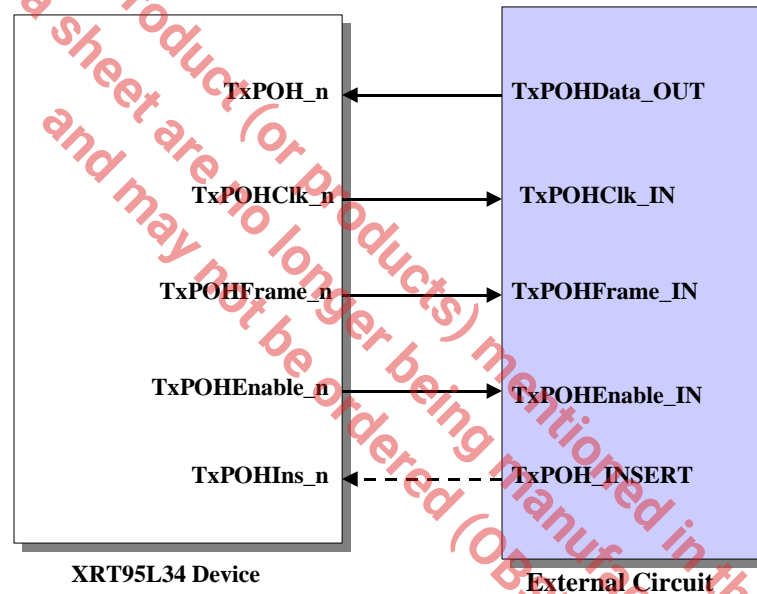 TxPOH_n
TxPOHData_OUT
TxPOHClk_n
TxPOHClk_IN
TxPOHFrame_n
TxPOHFrame_IN
TxPOHEnable_n
TxPOHEnable_IN
TxPOHIns_n
TxPOH_INSERT
XRT95L34 Device
External Circuit
product (or products) mentioned in
a sheet are no longer being
and may not be ordered